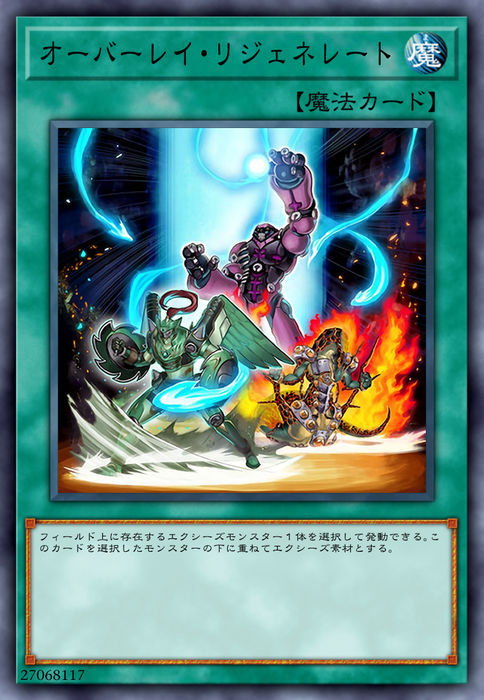 オーバーレイ・リジェネレート
魔
【魔法カード】
フィールド上に存在するエクシーズモンスター1体を選択して発動できる。こ
のカードを選択したモンスターの下に重ねてエクシーズ素材とする。
27068117